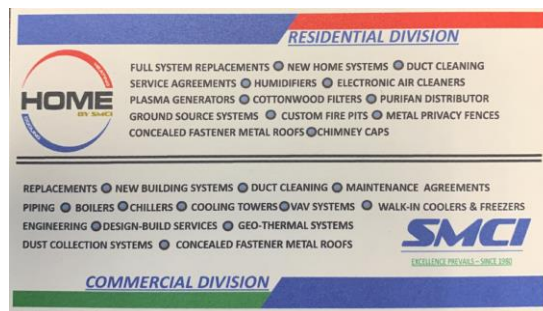 RESIDENTIAL DIVISION
FULL SYSTEM REPLACEMENTS ● NEW HOME SYSTEMS ● DUCT CLEANING
SERVICE AGREEMENTS ● HUMIDIFIERS ● ELECTRONIC AIR CLEANERS
PLASMA GENERATORS ● COTTONWOOD FILTERS ● PURIFAN DISTRIBUTOR
GROUND SOURCE SYSTEMS ● CUSTOM FIRE PITS ● METAL PRIVACY FENCES
CONCEALED FASTENER METAL ROOFS ● CHIMNEY CAPS
HEATING
HOME
BY SMCI
COOLING
REPLACEMENTS ● NEW BUILDING SYSTEMS ● DUCT CLEANING ● MAINTENANCE AGREEMENTS
PIPING ● BOILERS ● CHILLERS ● COOLING TOWERS ● VAV SYSTEMS ● WALK-IN COOLERS & FREEZERS
ENGINEERING ● DESIGN-BUILD SERVICES ● GEO-THERMAL SYSTEMS
DUST COLLECTION SYSTEMS ● CONCEALED FASTENER METAL ROOFS
SMCI
EXCELLENCE PREVAILS – SINCE 1980
COMMERCIAL DIVISION